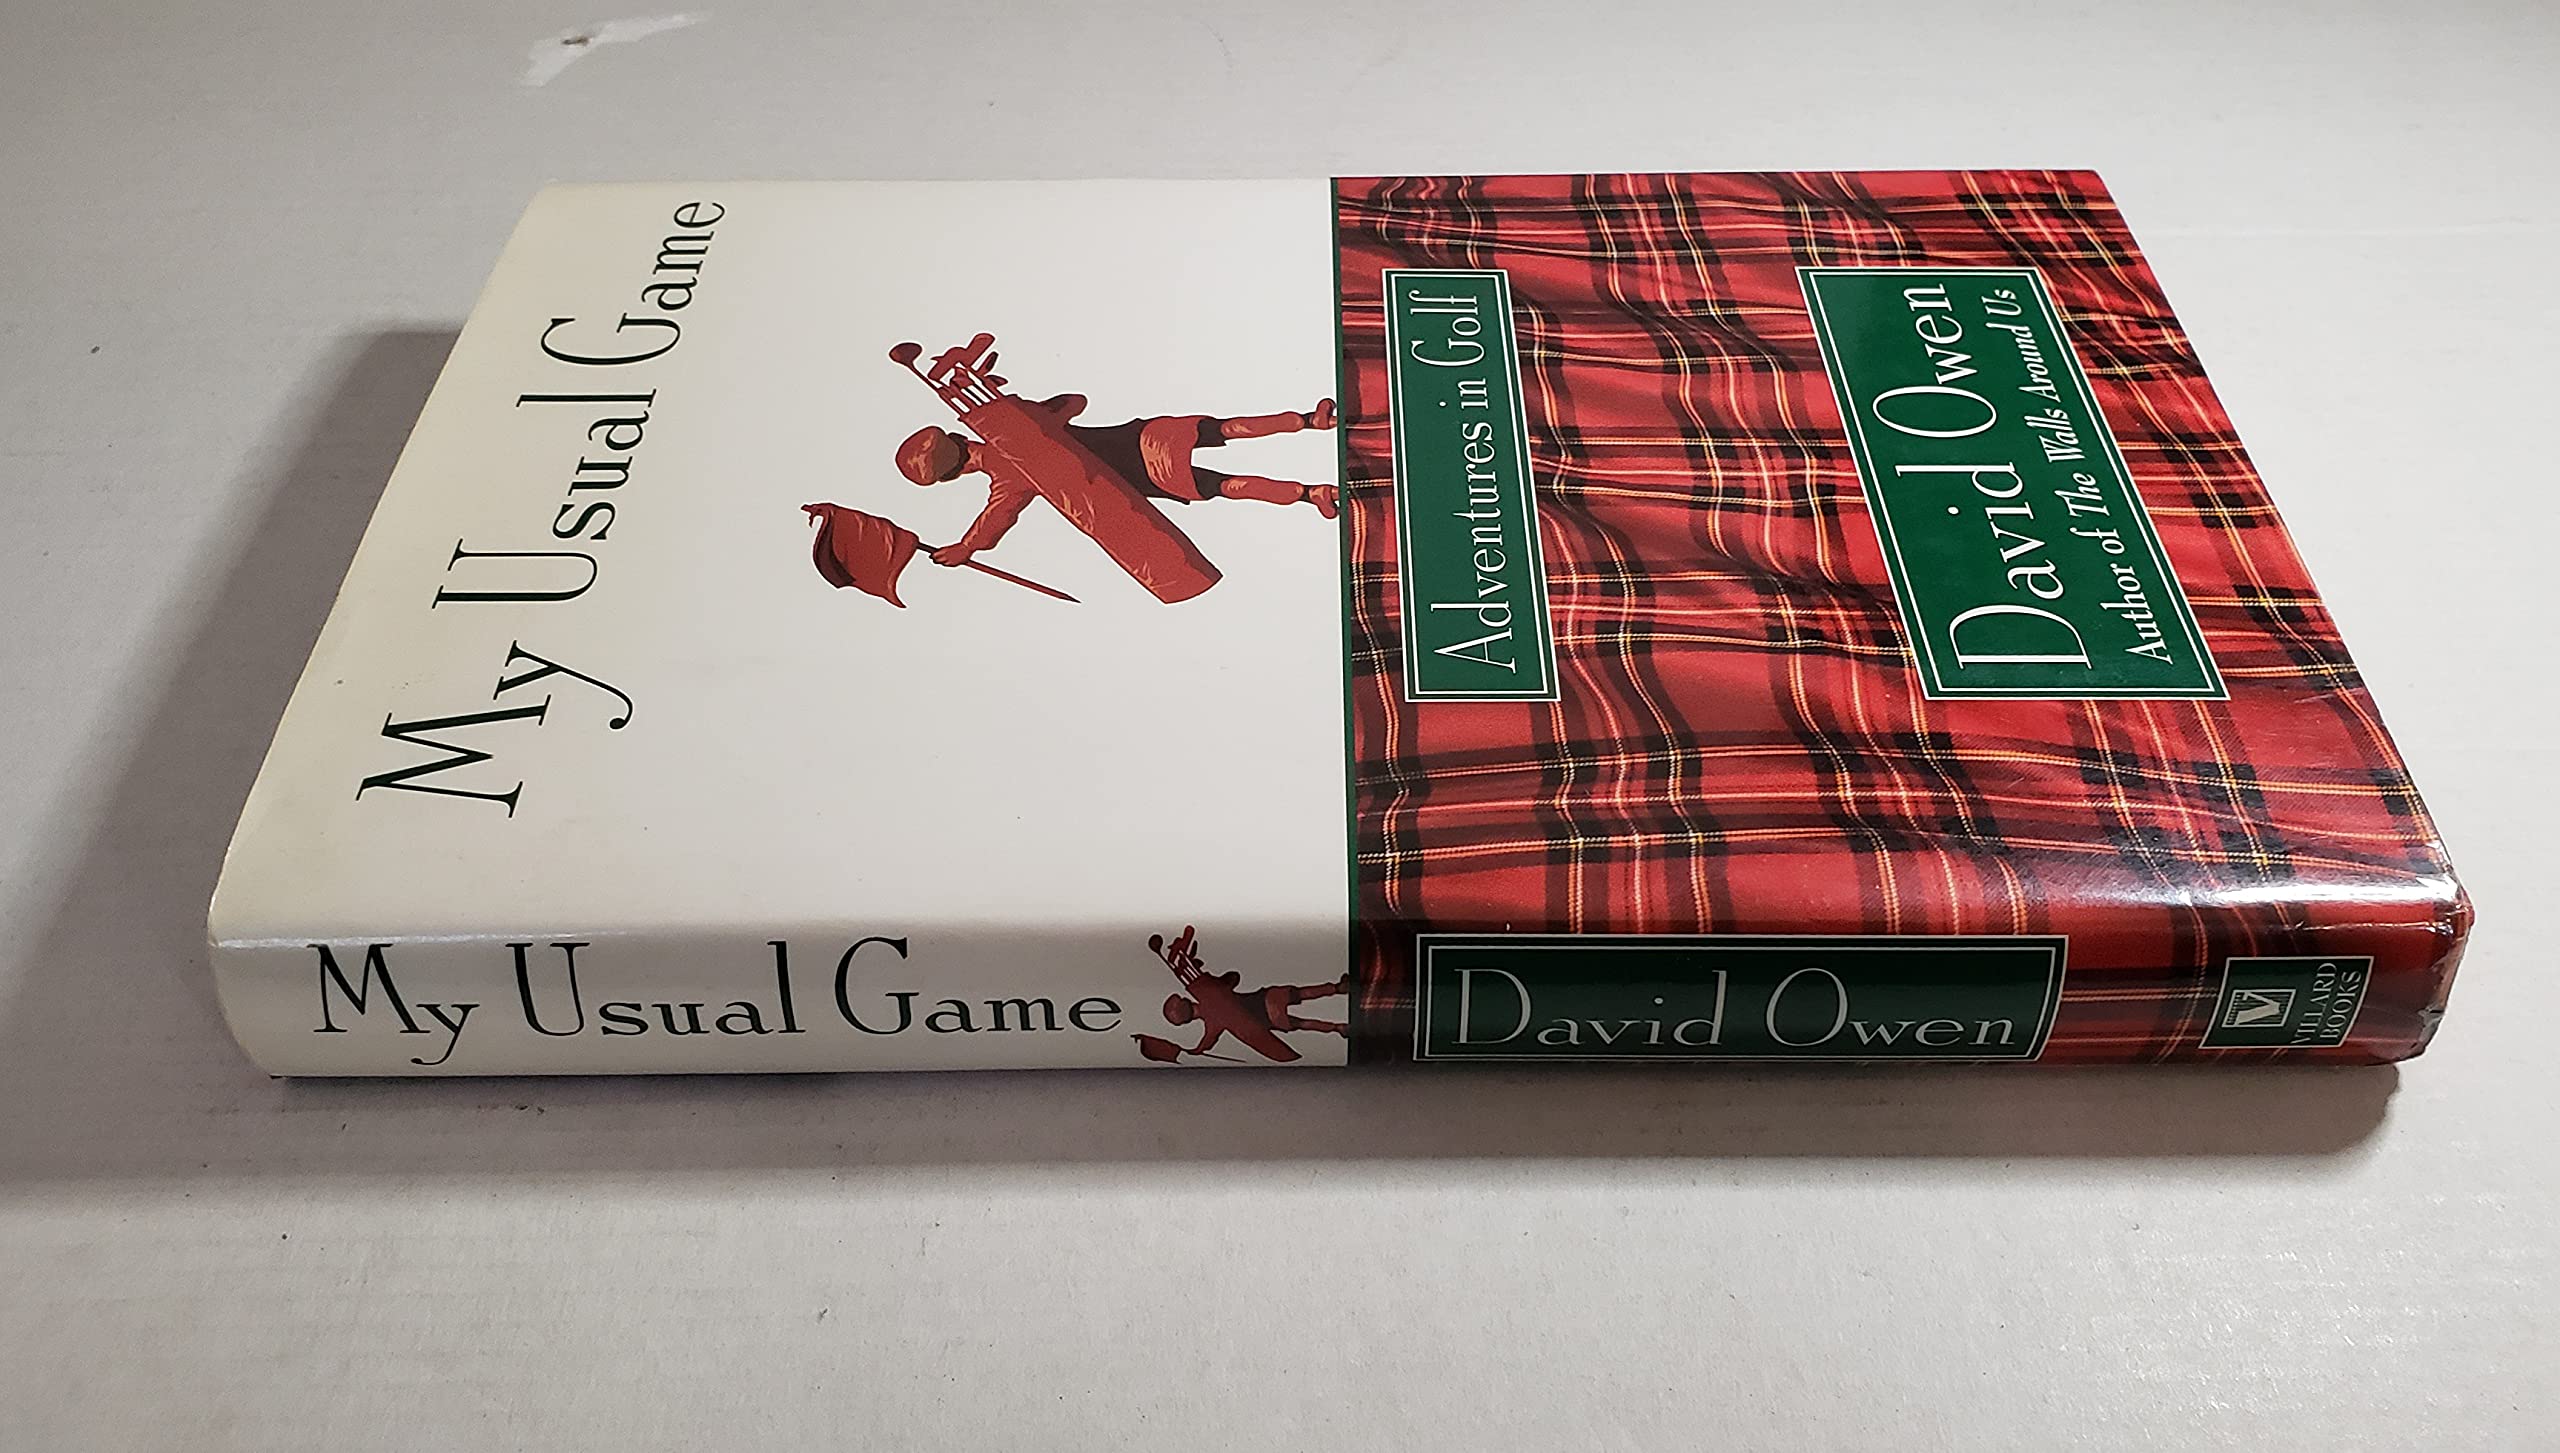 My Usual Game
Adventures in Golf
David Owen
Author of The Walls Around Us
My Usual Game
David Owen
V
VILLARD
BOOKS